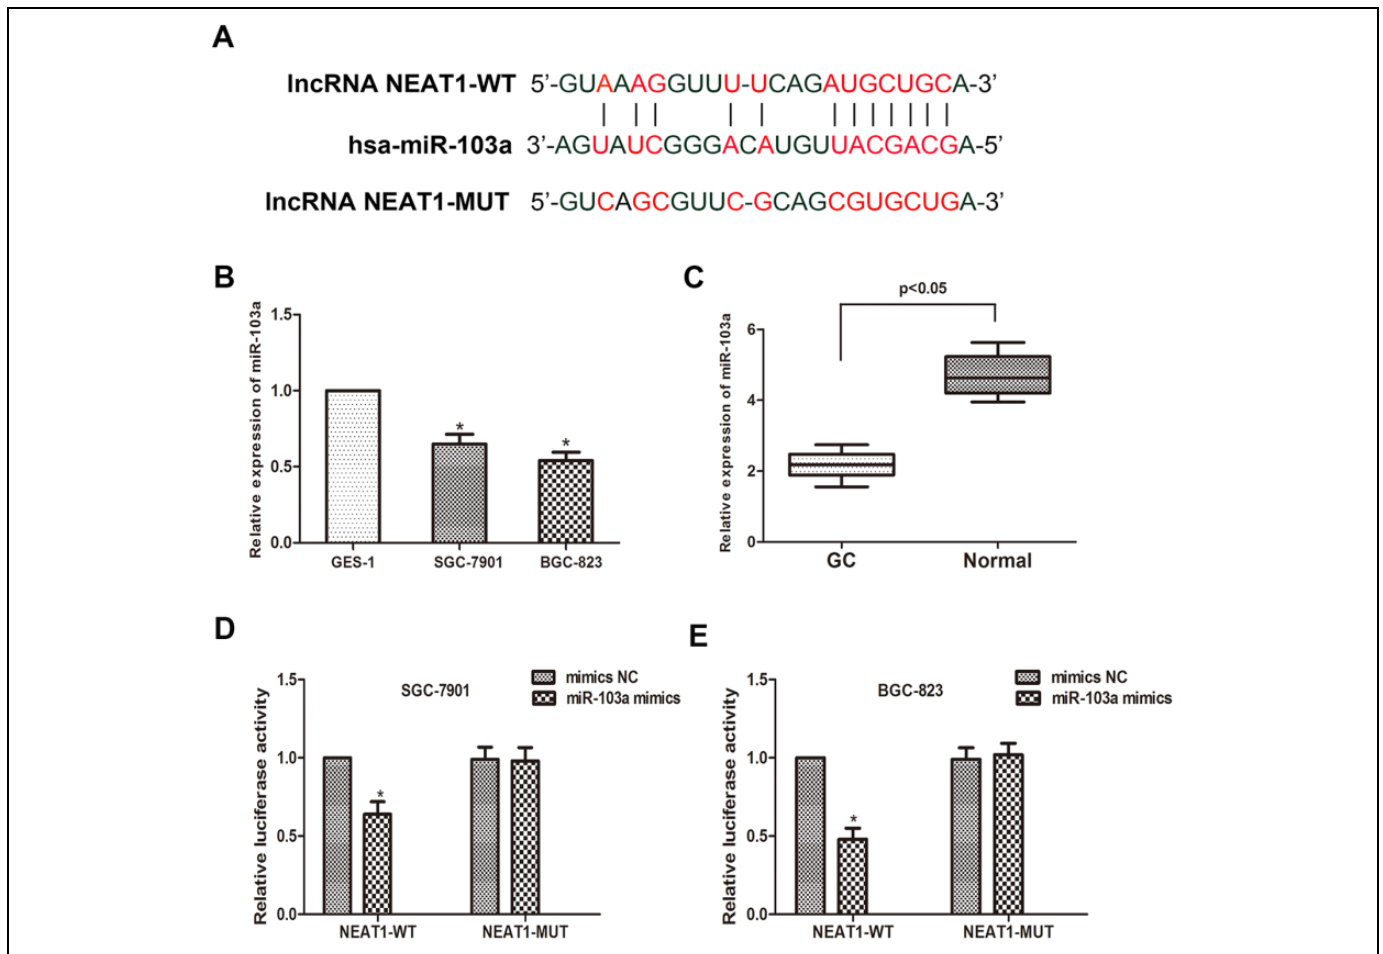 A
lncRNA NEAT1-WT 5'-GUAAAGGUUU-UCAGAUGCUGCA-3'
hsa-miR-103a 3'-AGUAUCGGGACAUGUUACGACGA-5'
lncRNA NEAT1-MUT 5'-GUCAGCGUUC-GCAGCGUGCUGA-3'
B
Relative expression of miR-103a
1.5
1.0
0.5
0.0
*
*
GES-1 SGC-7901 BGC-823
C
p<0.05
Relative expression of miR-103a
6
4
2
0
GC Normal
D
SGC-7901
mimics NC
miR-103a mimics
Relative luciferase activity
1.5
1.0
0.5
0.0
*
NEAT1-WT NEAT1-MUT
E
BGC-823
mimics NC
miR-103a mimics
Relative luciferase activity
1.5
1.0
0.5
0.0
*
NEAT1-WT NEAT1-MUT